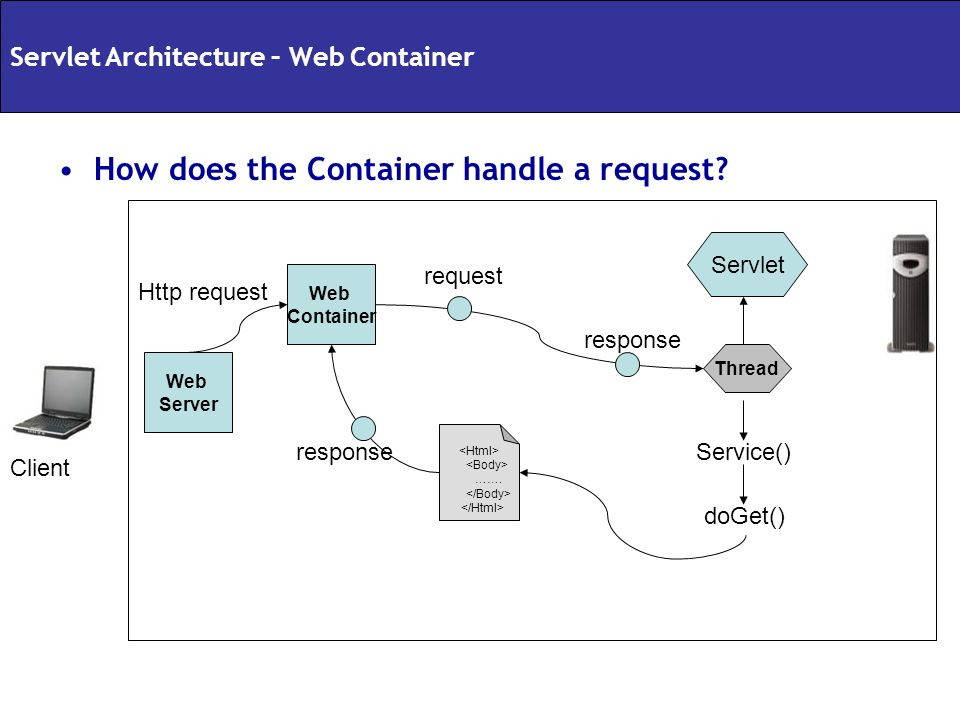 Servlet Architecture – Web Container
• How does the Container handle a request?
Servlet
request
Http request
Web
Container
response
Thread
Web
Server
response
<Html>
<Body>
…….
</Body>
</Html>
Service()
Client
doGet()